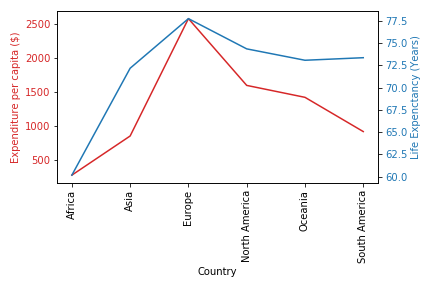 Expenditure per capita ($)
2500
2000
1500
1000
500
77.5
75.0
72.5
70.0
67.5
65.0
62.5
60.0
Life Expenctancy (Years)
Africa
Asia
Europe
North America
Oceania
South America
Country